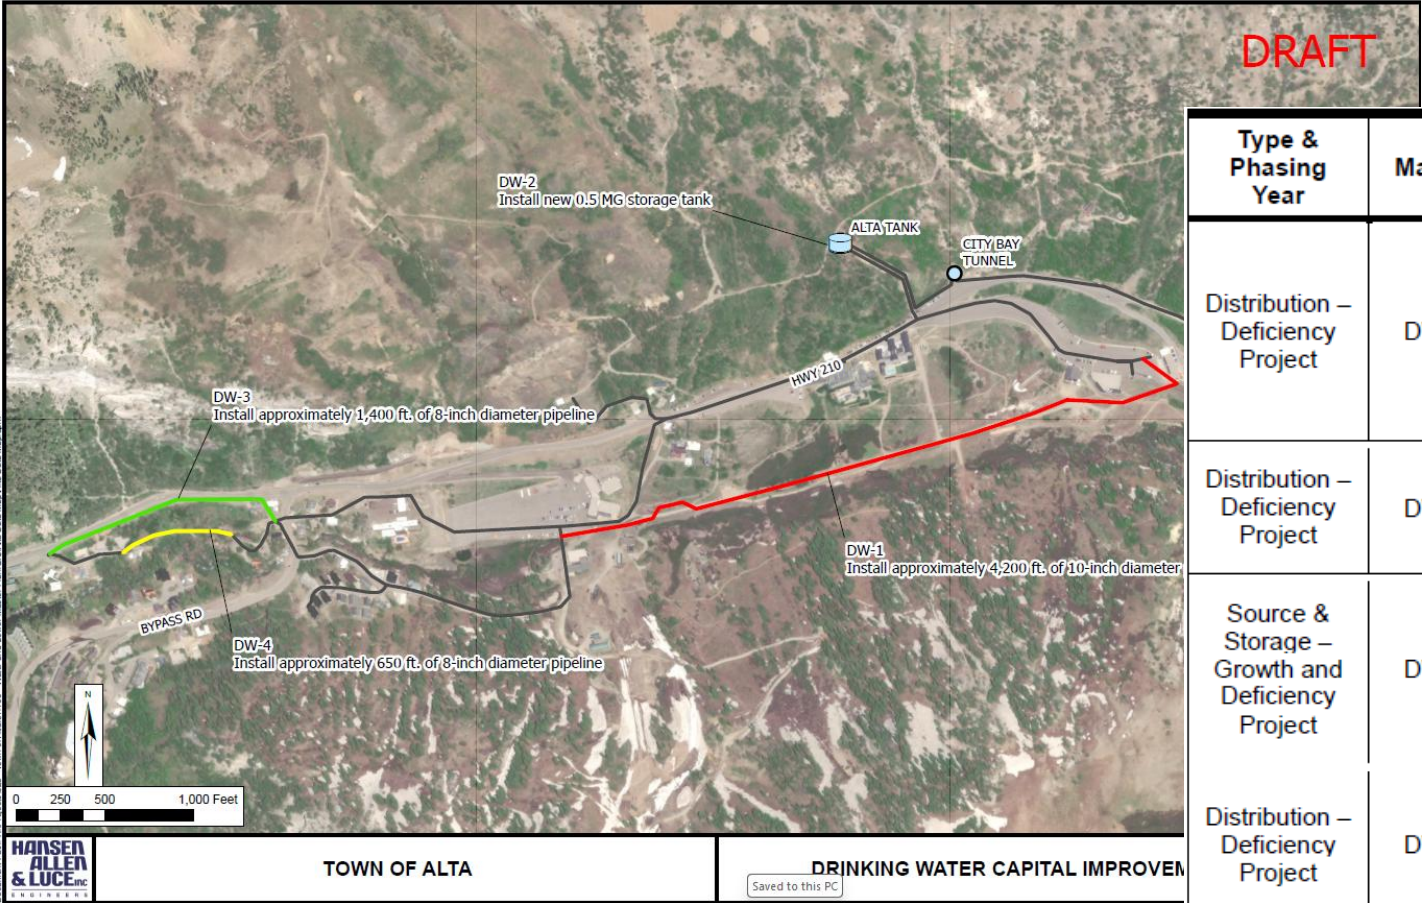 DRAFT
DW-2
Install new 0.5 MG storage tank
ALTA TANK
CITY BAY
TUNNEL
HWY 210
DW-3
Install approximately 1,400 ft. of 8-inch diameter pipeline
DW-1
Install approximately 4,200 ft. of 10-inch diameter
BYPASS RD
DW-4
Install approximately 650 ft. of 8-inch diameter pipeline
N
0 250 500 1,000 Feet
HANSEN
ALLEN
& LUCE INC
ENGINEERS
TOWN OF ALTA
DRINKING WATER CAPITAL IMPROVEM
Saved to this PC
Type &
Phasing
Year
Ma
Distribution –
Deficiency
Project
D
Distribution –
Deficiency
Project
D
Source &
Storage –
Growth and
Deficiency
Project
D
Distribution –
Deficiency
Project
D